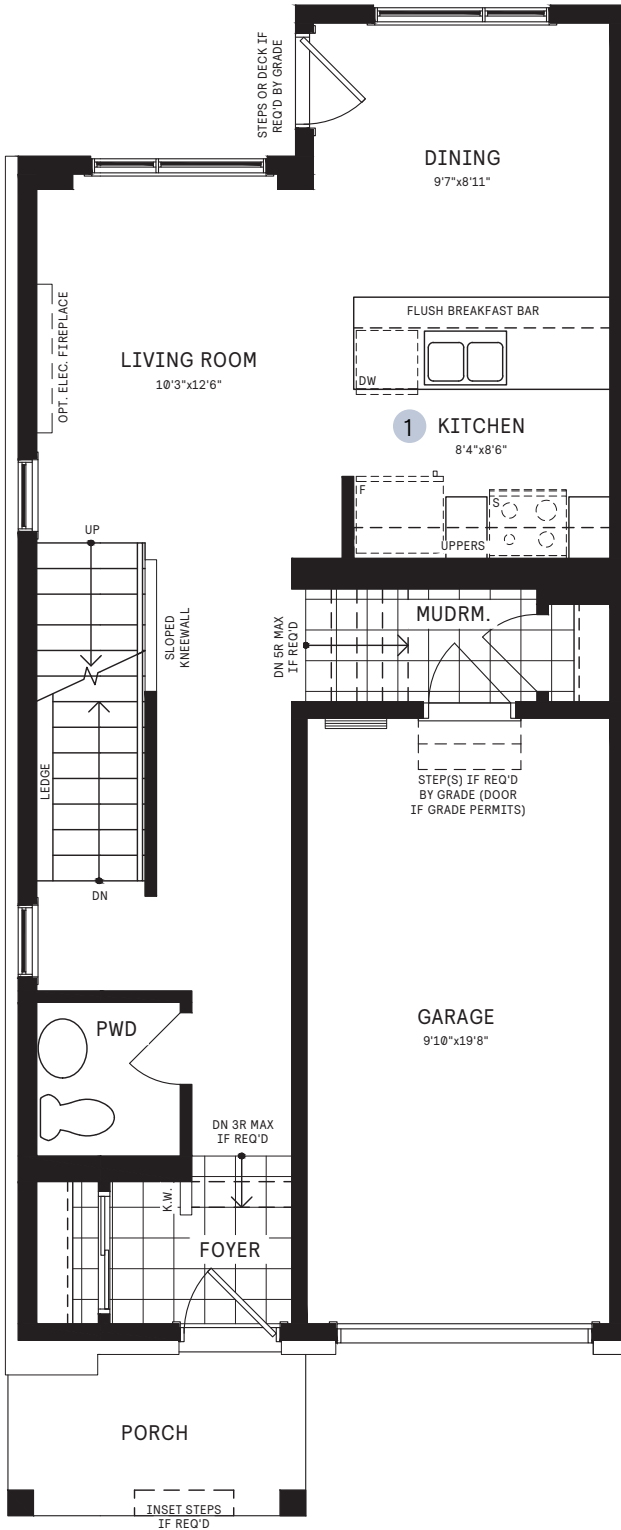 STEPS OR DECK IF
REQ'D BY GRADE
DINING
9'7"x8'11"
FLUSH BREAKFAST BAR
OPT. ELEC. FIREPLACE
LIVING ROOM
10'3"x12'6"
DW
1 KITCHEN
8'4"x8'6"
F
S
UPPERS
UP
SLOPED
KNEEWALL
DN 5R MAX
IF REQ'D
MUDRM.
LEDGE
STEP(S) IF REQ'D
BY GRADE (DOOR
IF GRADE PERMITS)
DN
PWD
GARAGE
9'10"x19'8"
DN 3R MAX
IF REQ'D
K.W.
FOYER
PORCH
INSET STEPS
IF REQ'D